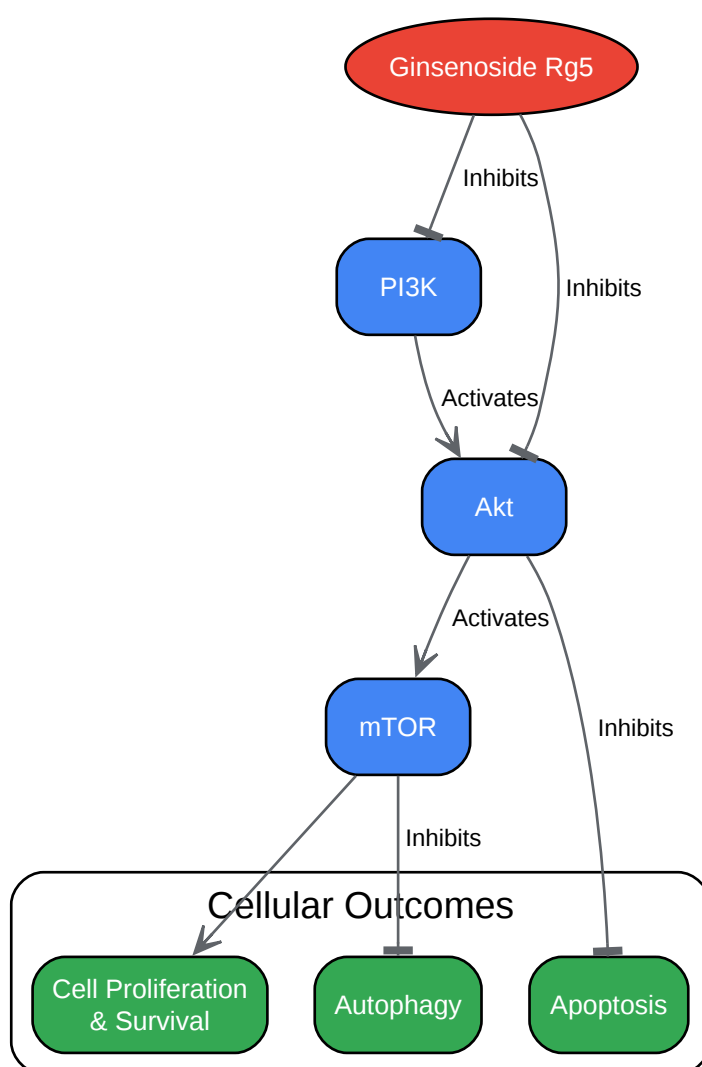 Ginsenoside Rg5
Inhibits
PI3K
Inhibits
Activates
Akt
Activates
mTOR
Inhibits
Inhibits
Cellular Outcomes
Cell Proliferation
& Survival
Autophagy
Apoptosis